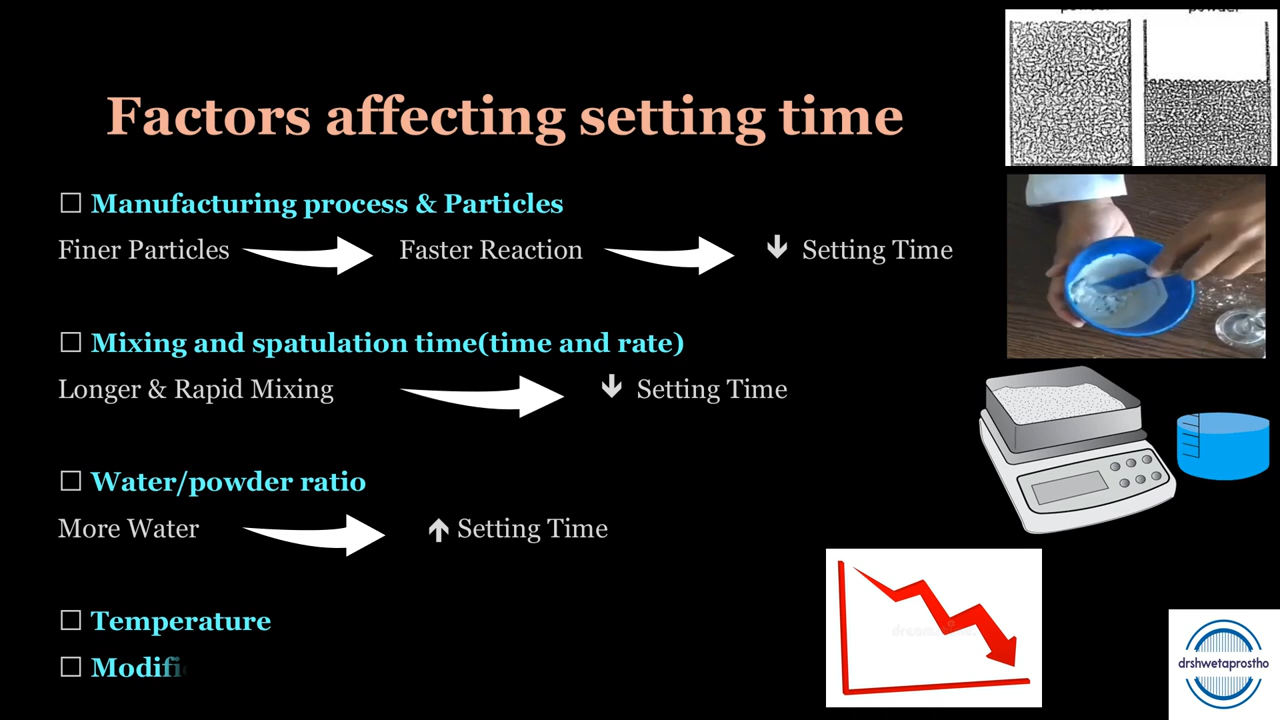 Factors affecting setting time
☐ Manufacturing process & Particles
Finer Particles Faster Reaction ↓ Setting Time
☐ Mixing and spatulation time(time and rate)
Longer & Rapid Mixing ↓ Setting Time
☐ Water/powder ratio
More Water ↑ Setting Time
☐ Temperature
☐ Modifi
powder
drshwetaprostho